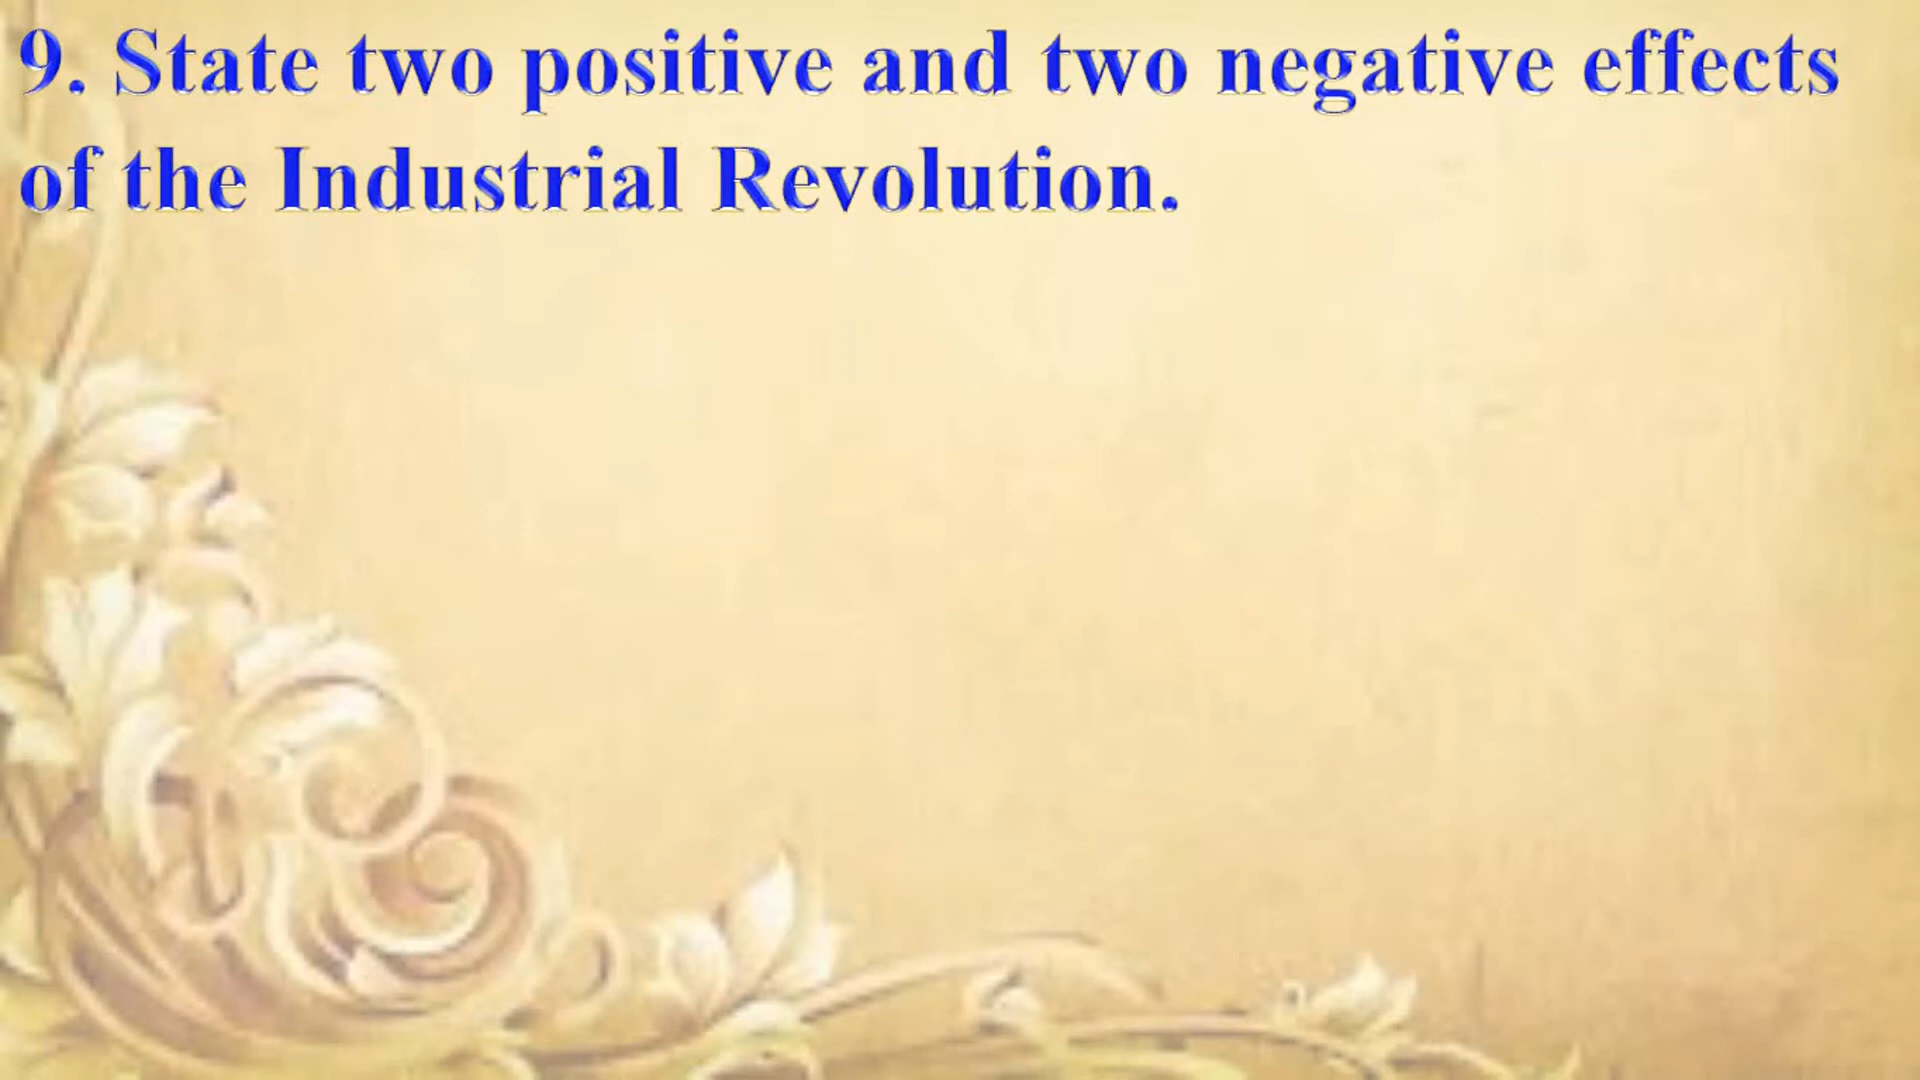 9. State two positive and two negative effects
of the Industrial Revolution.